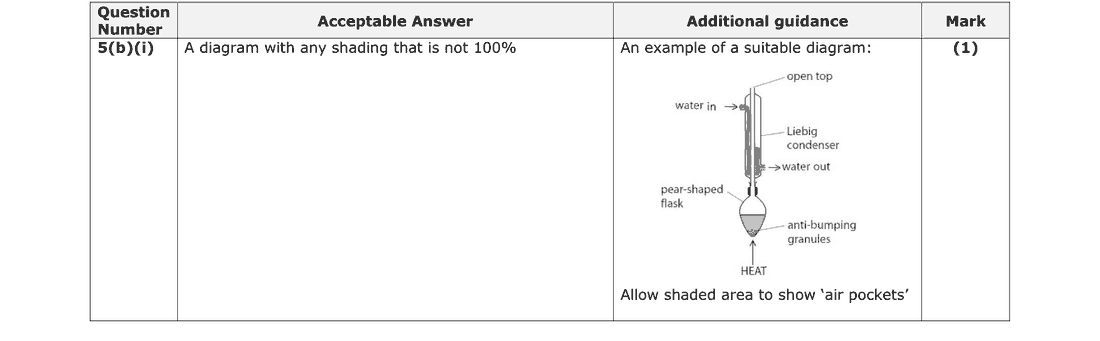 Question Number
Acceptable Answer
Additional guidance
Mark
5(b)(i)
A diagram with any shading that is not 100%
An example of a suitable diagram:
(1)
open top
water in
Liebig
condenser
water out
pear-shaped
flask
anti-bumping
granules
HEAT
Allow shaded area to show ‘air pockets’